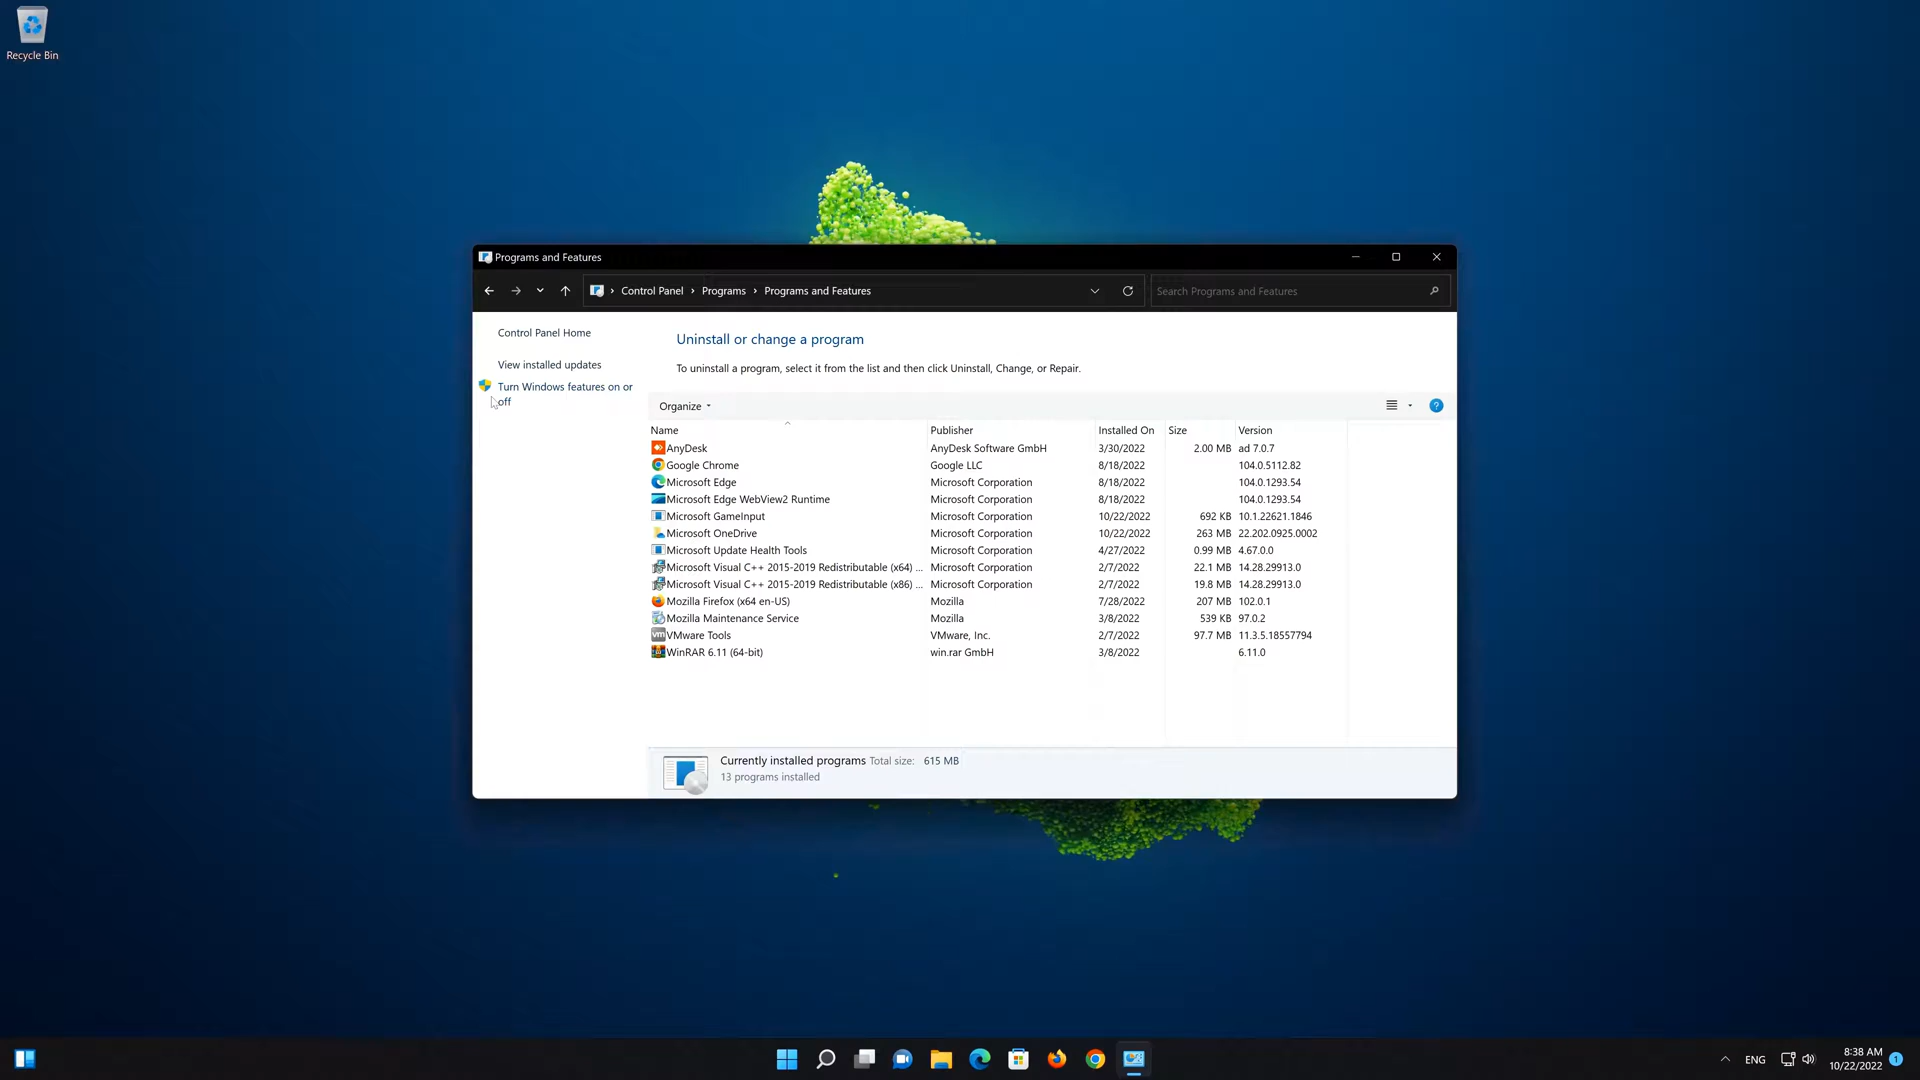 Recycle Bin
Programs and Features
Control Panel
Programs
Programs and Features
Search Programs and Features
Control Panel Home
View installed updates
Turn Windows features on or
off
Uninstall or change a program
To uninstall a program, select it from the list and then click Uninstall, Change, or Repair.
Organize
?
Name Publisher Installed On Size Version
AnyDesk AnyDesk Software GmbH 3/30/2022 2.00 MB ad 7.0.7
Google Chrome Google LLC 8/18/2022 104.0.5112.82
Microsoft Edge Microsoft Corporation 8/18/2022 104.0.1293.54
Microsoft Edge WebView2 Runtime Microsoft Corporation 8/18/2022 104.0.1293.54
Microsoft GameInput Microsoft Corporation 10/22/2022 692 KB 10.1.22621.1846
Microsoft OneDrive Microsoft Corporation 10/22/2022 263 MB 22.202.0925.0002
Microsoft Update Health Tools Microsoft Corporation 4/27/2022 0.99 MB 4.67.0.0
Microsoft Visual C++ 2015-2019 Redistributable (x64) ... Microsoft Corporation 2/7/2022 22.1 MB 14.28.29913.0
Microsoft Visual C++ 2015-2019 Redistributable (x86) ... Microsoft Corporation 2/7/2022 19.8 MB 14.28.29913.0
Mozilla Firefox (x64 en-US) Mozilla 7/28/2022 207 MB 102.0.1
Mozilla Maintenance Service Mozilla 3/8/2022 539 KB 97.0.2
vm VMware Tools VMware, Inc. 2/7/2022 97.7 MB 11.3.5.18557794
WinRAR 6.11 (64-bit) win.rar GmbH 3/8/2022 6.11.0
Currently installed programs Total size: 615 MB
13 programs installed
ENG
8:38 AM
10/22/2022
1